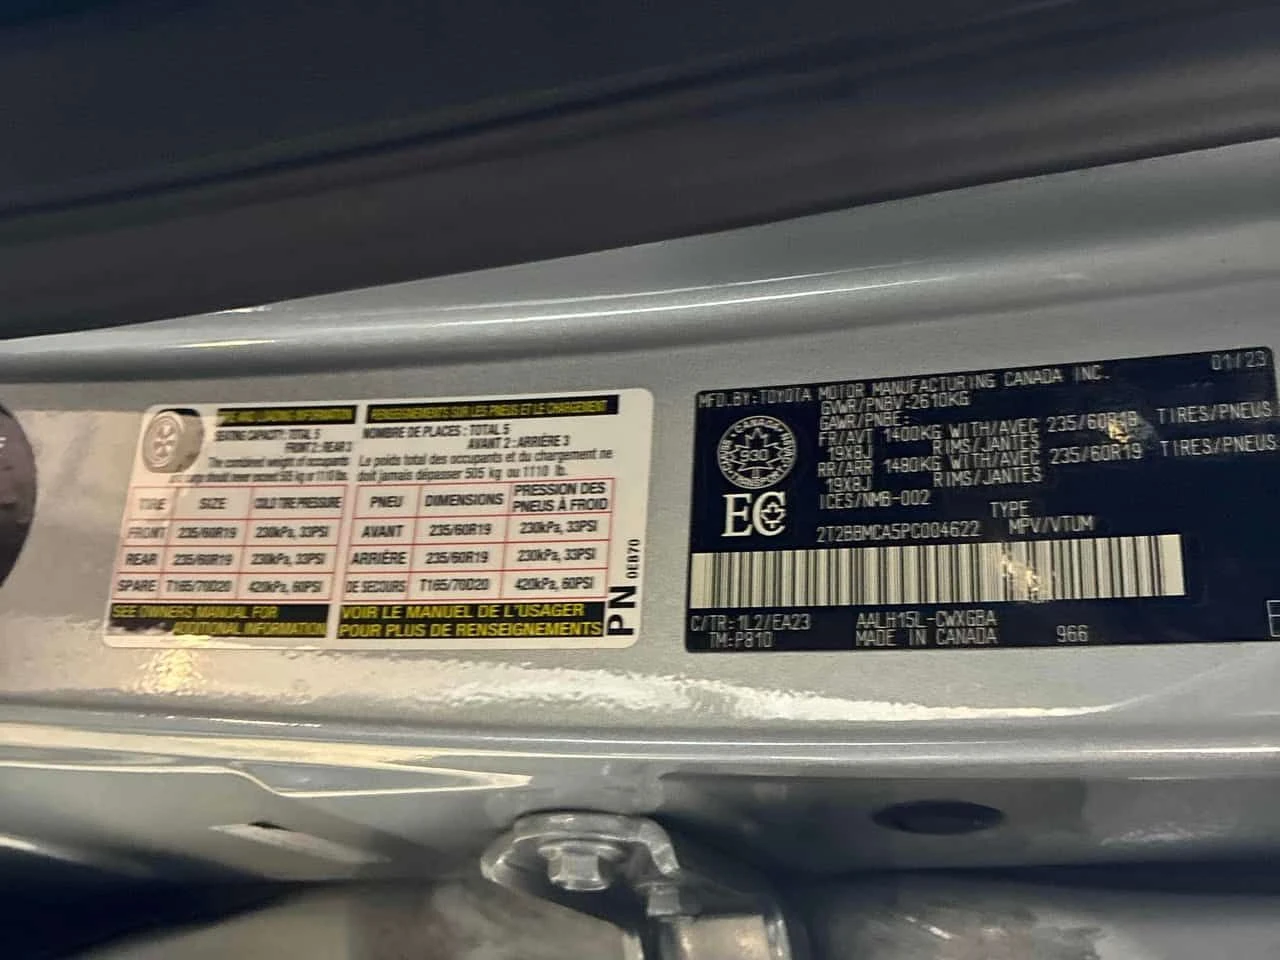 TIRE AND LOADING INFORMATION
SEATING CAPACITY: TOTAL 5
FRONT 2: REAR 3
The combined weight of occupants
and cargo should never exceed 505 kg or 1110 lb.
TIRE SIZE COLD TIRE PRESSURE
FRONT 235/60R19 230kPa, 33PSI
REAR 235/60R19 230kPa, 33PSI
SPARE T165/70D20 420kPa, 60PSI
SEE OWNERS MANUAL FOR
ADDITIONAL INFORMATION
RENSEIGNEMENTS SUR LES PNEUS ET LE CHARGEMENT
NOMBRE DE PLACES : TOTAL 5
AVANT 2 : ARRIÈRE 3
Le poids total des occupants et du chargement ne
doit jamais dépasser 505 kg ou 1110 lb.
PNEU DIMENSIONS PRESSION DES PNEUS À FROID
AVANT 235/60R19 230kPa, 33PSI
ARRIÈRE 235/60R19 230kPa, 33PSI
DE SECOURS T165/70D20 420kPa, 60PSI
VOIR LE MANUEL DE L'USAGER
POUR PLUS DE RENSEIGNEMENTS
PN 0E870
MFD.BY:TOYOTA MOTOR MANUFACTURING CANADA INC. 01/23
GVWR/PNBV:2610KG
GAWR/PNBE:
FR/AVT 1400KG WITH/AVEC 235/60R19 TIRES/PNEUS
19X8J RIMS/JANTES
RR/ARR 1480KG WITH/AVEC 235/60R19 TIRES/PNEUS
19X8J RIMS/JANTES
ICES/NMB-002
CANADA
930
TRANSPORT
EC
TYPE
2T2BBMCA5PC004622 MPV/VTUM
C/TR:1L2/EA23 AALH15L-CWXGBA
TM:P810 MADE IN CANADA 966